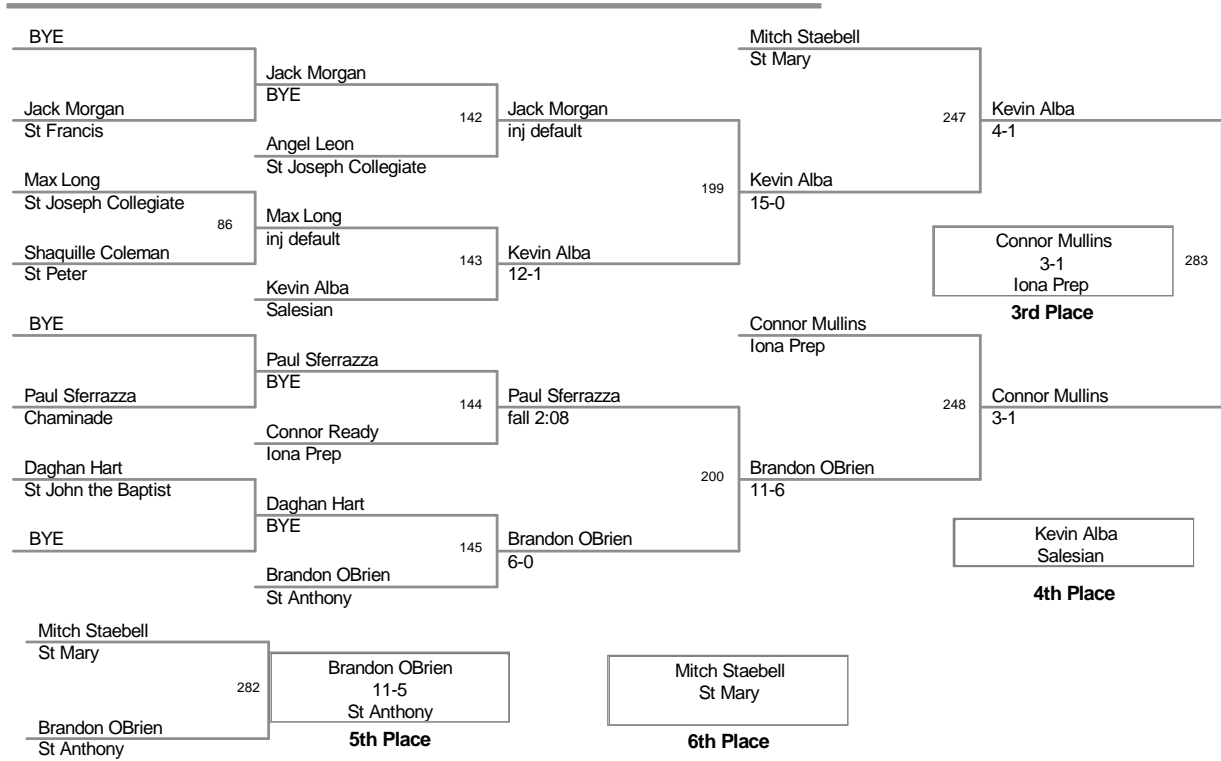 BYE
Jack Morgan
St Francis
Max Long
St Joseph Collegiate
86
Shaquille Coleman
St Peter
BYE
Paul Sferrazza
Chaminade
Daghan Hart
St John the Baptist
BYE
Jack Morgan
BYE
142
Angel Leon
St Joseph Collegiate
Max Long
inj default
143
Kevin Alba
Salesian
Paul Sferrazza
BYE
144
Connor Ready
Iona Prep
Daghan Hart
BYE
145
Brandon OBrien
St Anthony
Jack Morgan
inj default
199
Kevin Alba
12-1
Paul Sferrazza
fall 2:08
200
Brandon OBrien
6-0
Mitch Staebell
St Mary
247
Kevin Alba
15-0
Connor Mullins
Iona Prep
248
Brandon OBrien
11-6
Kevin Alba
4-1
Connor Mullins
3-1
Iona Prep
283
3rd Place
Connor Mullins
3-1
Kevin Alba
Salesian
4th Place
Mitch Staebell
St Mary
282
Brandon OBrien
St Anthony
Brandon OBrien
11-5
St Anthony
5th Place
Mitch Staebell
St Mary
6th Place